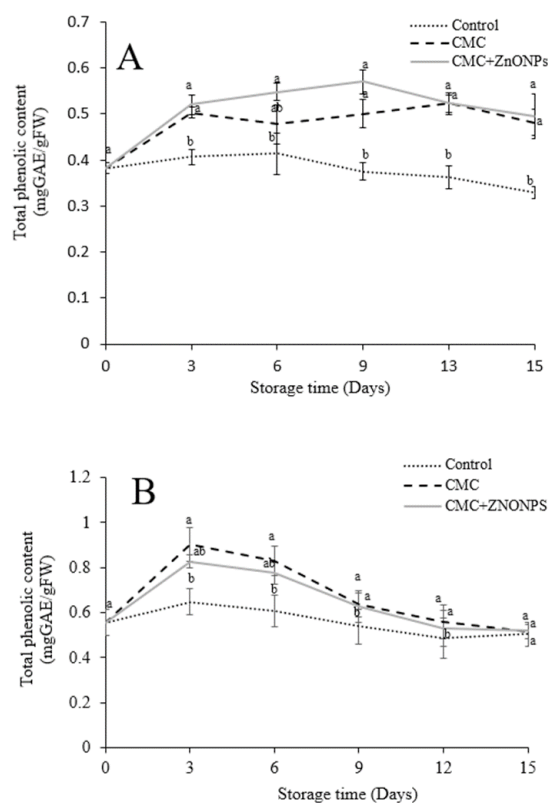 0.7
0.6
0.5
0.4
0.3
0.2
0.1
0
A
Control
CMC
CMC+ZnONPs
Total phenolic content
(mgGAE/gFW)
a
a
a
b
a
ab
b
a
a
b
a
a
b
a
a
b
0 3 6 9 13 15
Storage time (Days)
1.2
1
0.8
0.6
0.4
0.2
0
B
Control
CMC
CMC+ZNONPS
Total phenolic content
(mgGAE/gFW)
a
a
ab
b
a
ab
b
a
a
b
a
a
b
a
a
a
0 3 6 9 12 15
Storage time (Days)